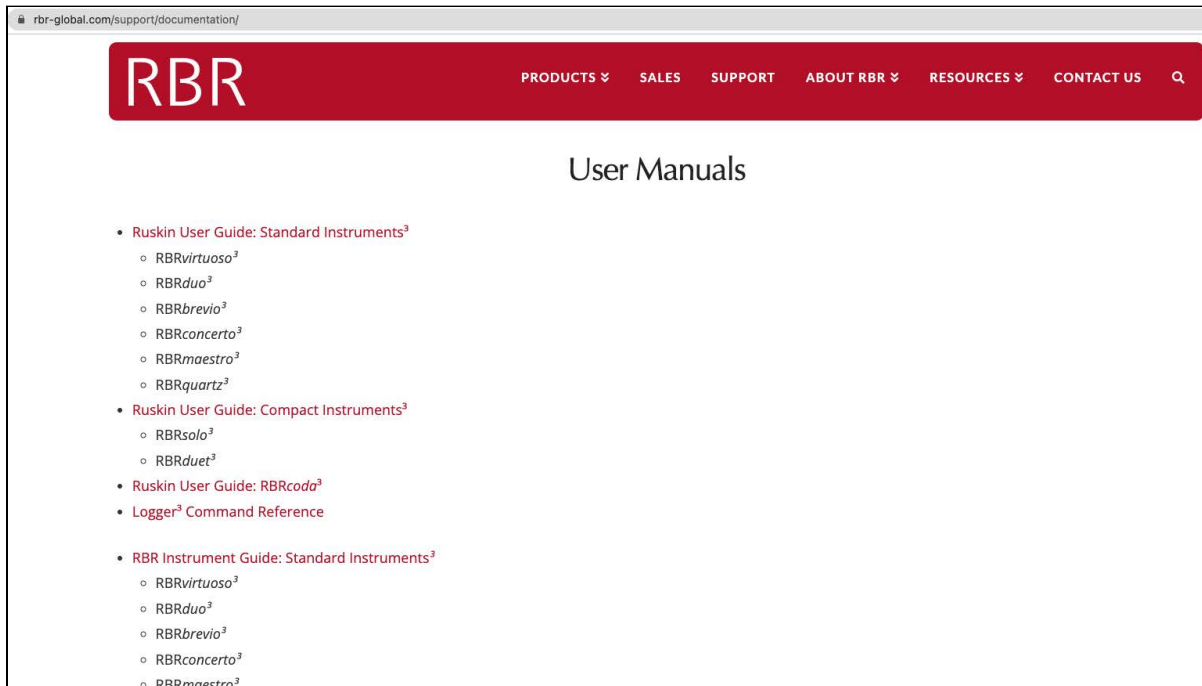 rbr-global.com/support/documentation/
RBR
PRODUCTS SALES SUPPORT ABOUT RBR RESOURCES CONTACT US
User Manuals
Ruskin User Guide: Standard Instruments³
RBRvirtuoso³
RBRduo³
RBRbrevio³
RBRconcerto³
RBRmaestro³
RBRquartz³
Ruskin User Guide: Compact Instruments³
RBRsolo³
RBRduet³
Ruskin User Guide: RBRcoda³
Logger³ Command Reference
RBR Instrument Guide: Standard Instruments³
RBRvirtuoso³
RBRduo³
RBRbrevio³
RBRconcerto³
RBRmaestro³